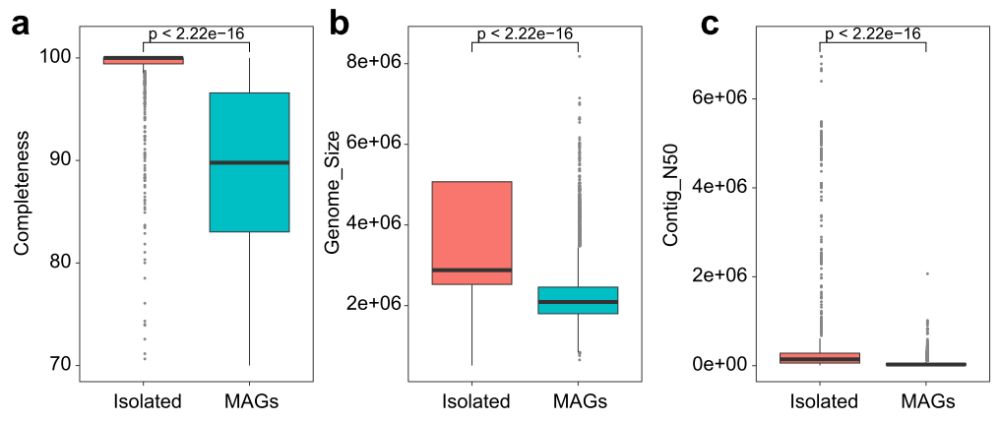 a
p < 2.22e−16
Completeness
100
90
80
70
Isolated
MAGs
b
p < 2.22e−16
Genome_Size
8e+06
6e+06
4e+06
2e+06
Isolated
MAGs
c
p < 2.22e−16
Contig_N50
6e+06
4e+06
2e+06
0e+00
Isolated
MAGs